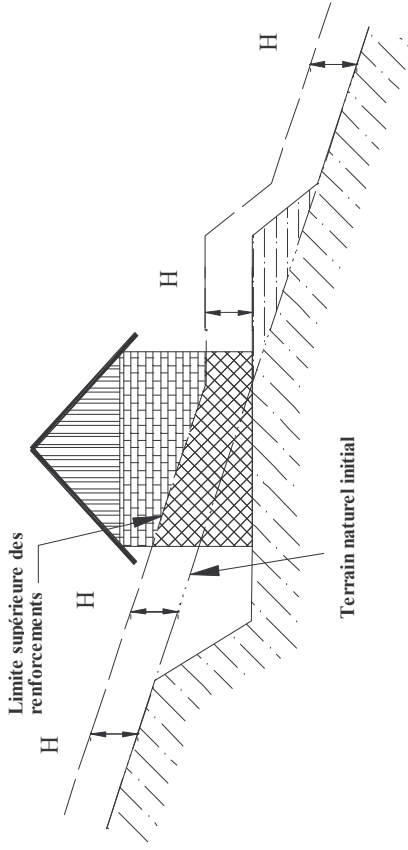 Limite supérieure des
renforcements
H
H
H
H
Terrain naturel initial